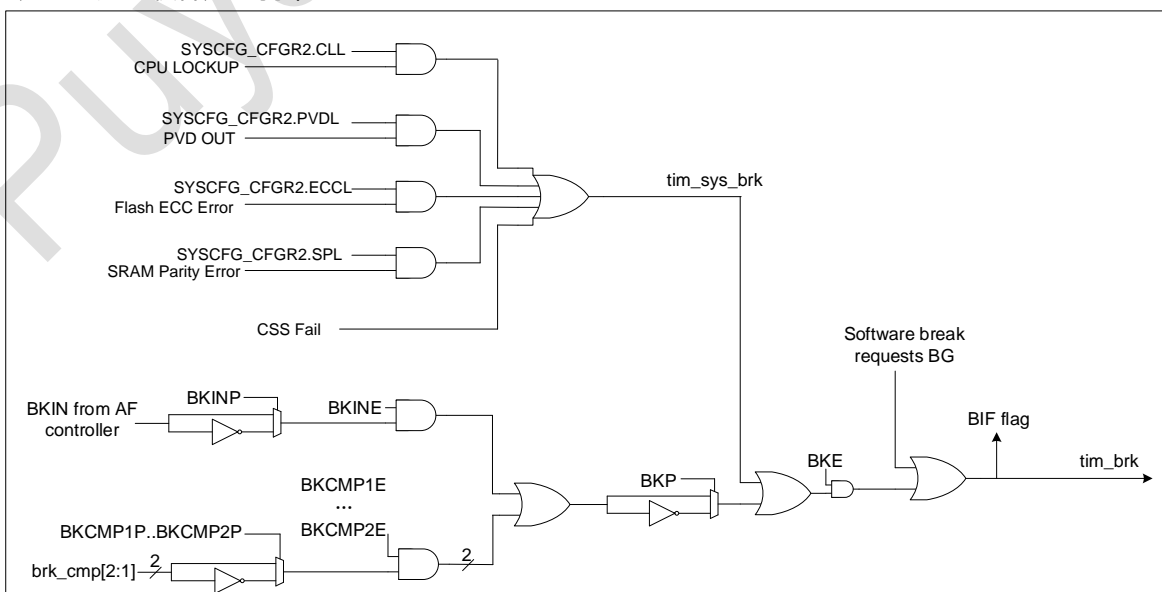 SYSCFG_CFGR2.CLL
CPU LOCKUP
SYSCFG_CFGR2.PVDL
PVD OUT
SYSCFG_CFGR2.ECCL
Flash ECC Error
SYSCFG_CFGR2.SPL
SRAM Parity Error
CSS Fail
tim_sys_brk
Software break
requests BG
BKIN from AF
controller
BKINP
BKINE
BKCMP1E
...
BKCMP2E
BKCMP1P..BKCMP2P
brk_cmp[2:1]
2
2
BKP
BKE
BIF flag
tim_brk